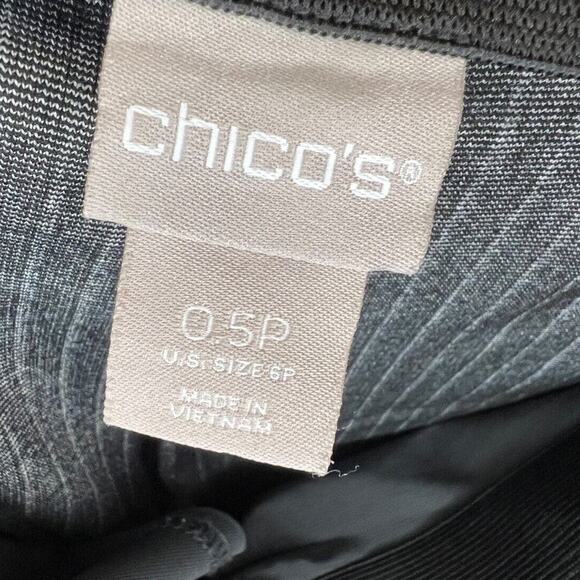 chico's®
0.5P
U.S. SIZE 6P
MADE IN
VIETNAM